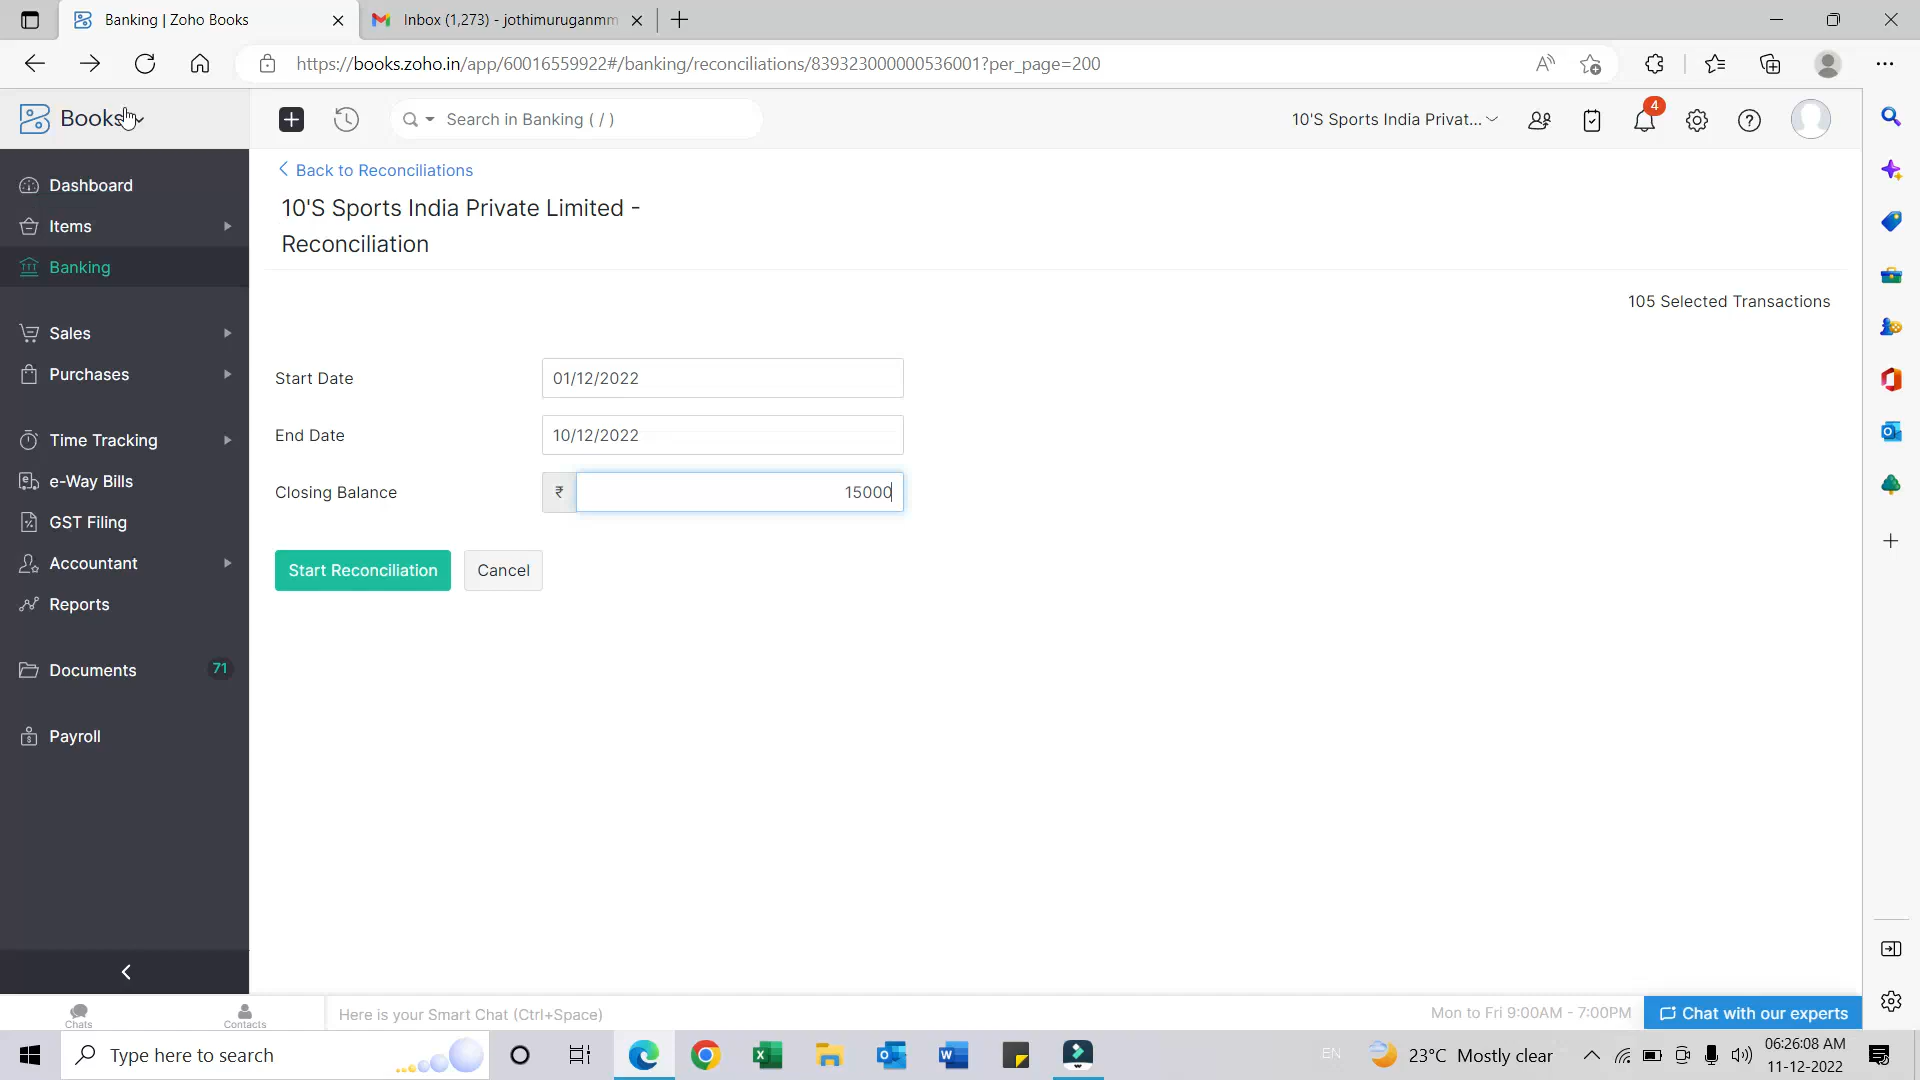 Banking | Zoho Books
Inbox (1,273) - jothimuruganmm
https://books.zoho.in/app/60016559922#/banking/reconciliations/839323000000536001?per_page=200
Books
Search in Banking ( / )
10'S Sports India Privat...
4
Dashboard
Items
Banking
Sales
Purchases
Time Tracking
e-Way Bills
GST Filing
Accountant
Reports
Documents 71
Payroll
Back to Reconciliations
10'S Sports India Private Limited -
Reconciliation
105 Selected Transactions
Start Date 01/12/2022
End Date 10/12/2022
Closing Balance ₹ 15000
Start Reconciliation Cancel
Chats
Contacts
Here is your Smart Chat (Ctrl+Space)
Mon to Fri 9:00AM - 7:00PM
Chat with our experts
Type here to search
EN
23°C Mostly clear
06:26:08 AM
11-12-2022